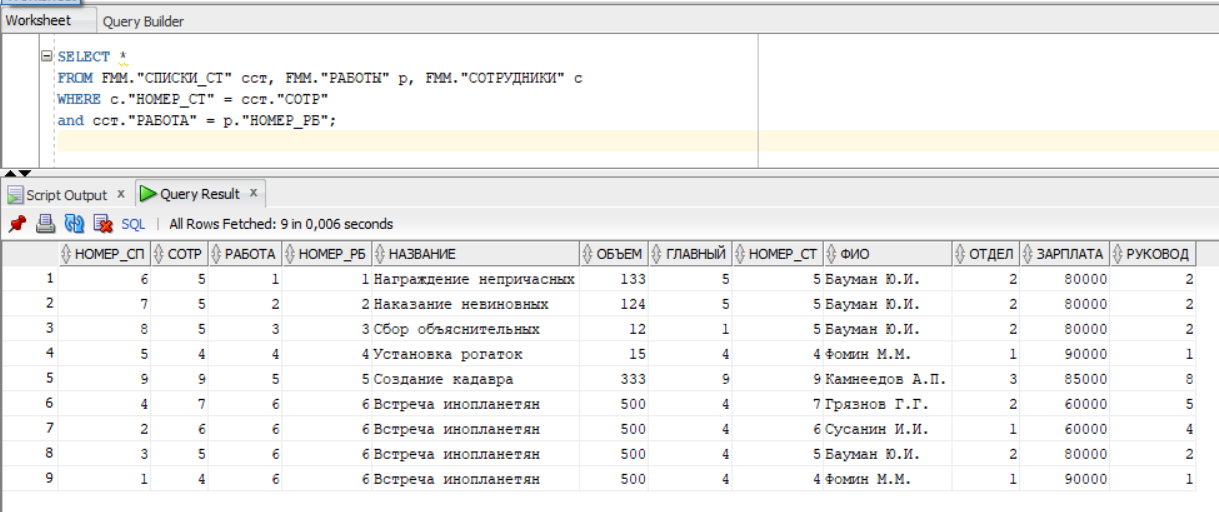 Worksheet Query Builder
SELECT *
FROM FMM."СПИСКИ_СТ" сст, FMM."РАБОТЫ" р, FMM."СОТРУДНИКИ" с
WHERE с."НОМЕР_СТ" = сст."СОТР"
and сст."РАБОТА" = р."НОМЕР_РБ";
Script Output x Query Result x
SQL | All Rows Fetched: 9 in 0,006 seconds
НОМЕР_СП СОТР РАБОТА НОМЕР_РБ НАЗВАНИЕ ОБЪЕМ ГЛАВНЫЙ НОМЕР_СТ ФИО ОТДЕЛ ЗАРПЛАТА РУКОВОД
1 6 5 1 1 Награждение непричасных 133 5 5 Бауман Ю.И. 2 80000 2
2 7 5 2 2 Наказание невиновных 124 5 5 Бауман Ю.И. 2 80000 2
3 8 5 3 3 Сбор объяснительных 12 1 5 Бауман Ю.И. 2 80000 2
4 5 4 4 4 Установка рогаток 15 4 4 Фомин М.М. 1 90000 1
5 9 9 5 5 Создание кадавра 333 9 9 Камнеедов А.П. 3 85000 8
6 4 7 6 6 Встреча инопланетян 500 4 7 Грязнов Г.Г. 2 60000 5
7 2 6 6 6 Встреча инопланетян 500 4 6 Сусанин И.И. 1 60000 4
8 3 5 6 6 Встреча инопланетян 500 4 5 Бауман Ю.И. 2 80000 2
9 1 4 6 6 Встреча инопланетян 500 4 4 Фомин М.М. 1 90000 1